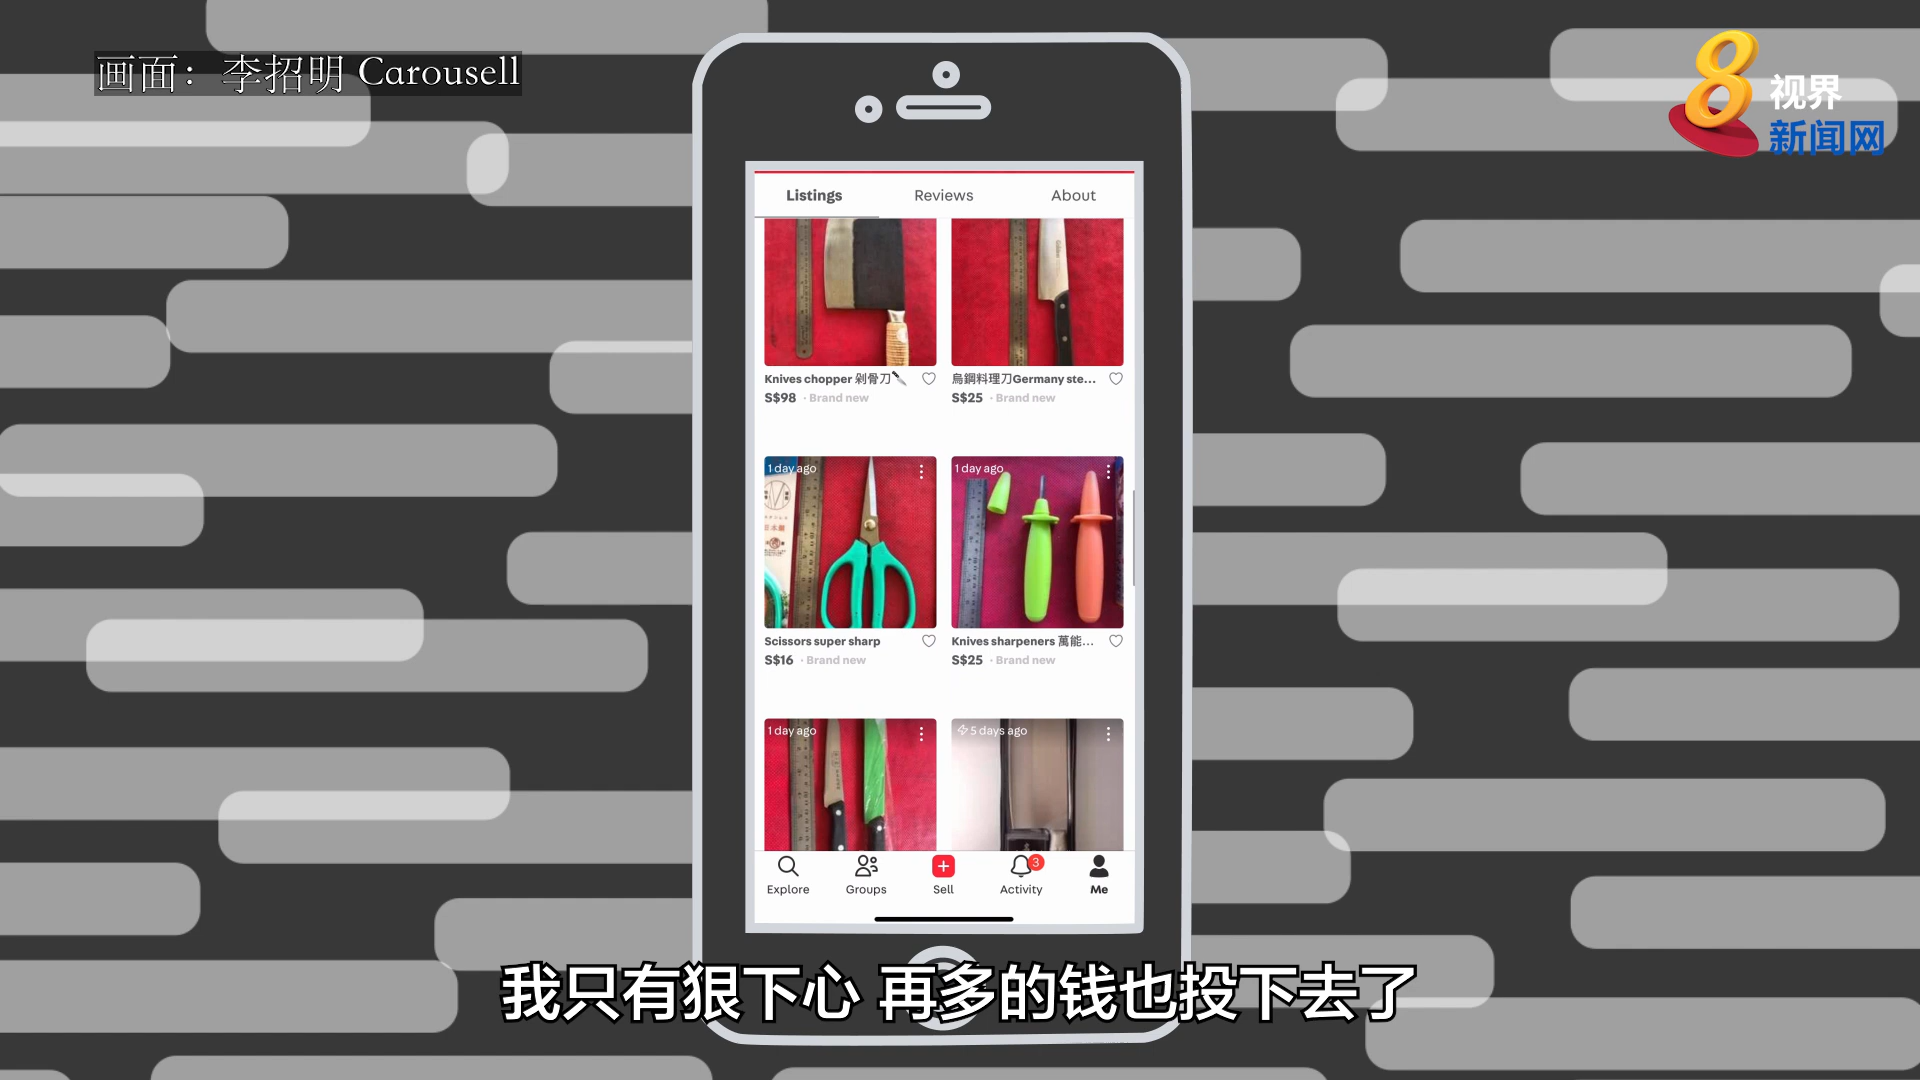 画面：李招明 Carousell
8 视界
新闻网
Listings Reviews About
Knives chopper 剁骨刀🔪
S$98 · Brand new
烏鋼料理刀Germany ste...
S$25 · Brand new
1 day ago
1 day ago
Scissors super sharp
S$16 · Brand new
Knives sharpeners 萬能...
S$25 · Brand new
1 day ago
5 days ago
3
Explore Groups Sell Activity Me
我只有狠下心 再多的钱也投下去了